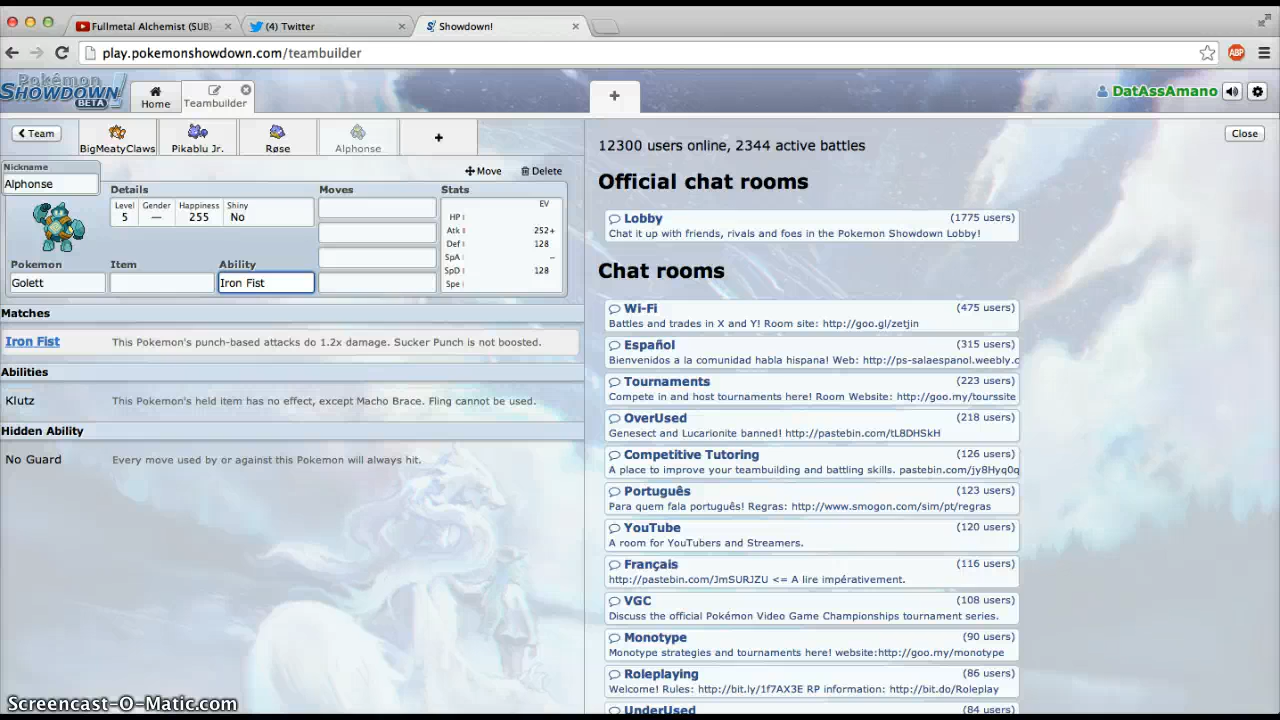 Fullmetal Alchemist (SUB)
(4) Twitter
Showdown!
play.pokemonshowdown.com/teambuilder
ABP
Pokémon
SHOWDOWN!
BETA
Home
Teambuilder
+
DatAssAmano
Team
BigMeatyClaws
Pikablu Jr.
Røse
Alphonse
+
Close
Nickname
Alphonse
Move
Delete
Details
Moves
Stats
Level
Gender
Happiness
Shiny
5
—
255
No
EV
HP
Atk 252+
Def 128
SpA –
SpD 128
Spe
Pokemon
Item
Ability
Golett
Iron Fist
Matches
Iron Fist This Pokemon's punch-based attacks do 1.2x damage. Sucker Punch is not boosted.
Abilities
Klutz This Pokemon's held item has no effect, except Macho Brace. Fling cannot be used.
Hidden Ability
No Guard Every move used by or against this Pokemon will always hit.
12300 users online, 2344 active battles
Official chat rooms
Lobby (1775 users)
Chat it up with friends, rivals and foes in the Pokemon Showdown Lobby!
Chat rooms
Wi-Fi (475 users)
Battles and trades in X and Y! Room site: http://goo.gl/zetjin
Español (315 users)
Bienvenidos a la comunidad habla hispana! Web: http://ps-salaespanol.weebly.c
Tournaments (223 users)
Compete in and host tournaments here! Room Website: http://goo.my/tourssite
OverUsed (218 users)
Genesect and Lucarionite banned! http://pastebin.com/tL8DHSkH
Competitive Tutoring (126 users)
A place to improve your teambuilding and battling skills. pastebin.com/jy8Hyq0q
Português (123 users)
Para quem fala português! Regras: http://www.smogon.com/sim/pt/regras
YouTube (120 users)
A room for YouTubers and Streamers.
Français (116 users)
http://pastebin.com/JmSURJZU <= A lire impérativement.
VGC (108 users)
Discuss the official Pokémon Video Game Championships tournament series.
Monotype (90 users)
Monotype strategies and tournaments here! website:http://goo.my/monotype
Roleplaying (86 users)
Welcome! Rules: http://bit.ly/1f7AX3E RP information: http://bit.do/Roleplay
UnderUsed (84 users)
Screencast-O-Matic.com